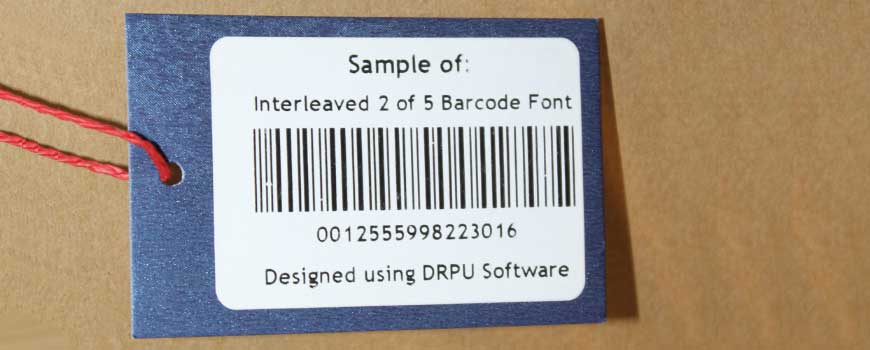 Sample of:
Interleaved 2 of 5 Barcode Font
0012555998223016
Designed using DRPU Software